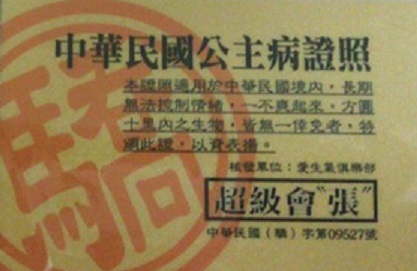 中華民國公主病證照
本證照適用於中華民國境內，長期
無法控制情緒，一不爽起來，方圓
十里內之生物，皆無一倖免者，特
頒此證，以資表揚。
核發單位：愛生氣俱樂部
超級會"張"
中華民國（驕）字第09527號
驕